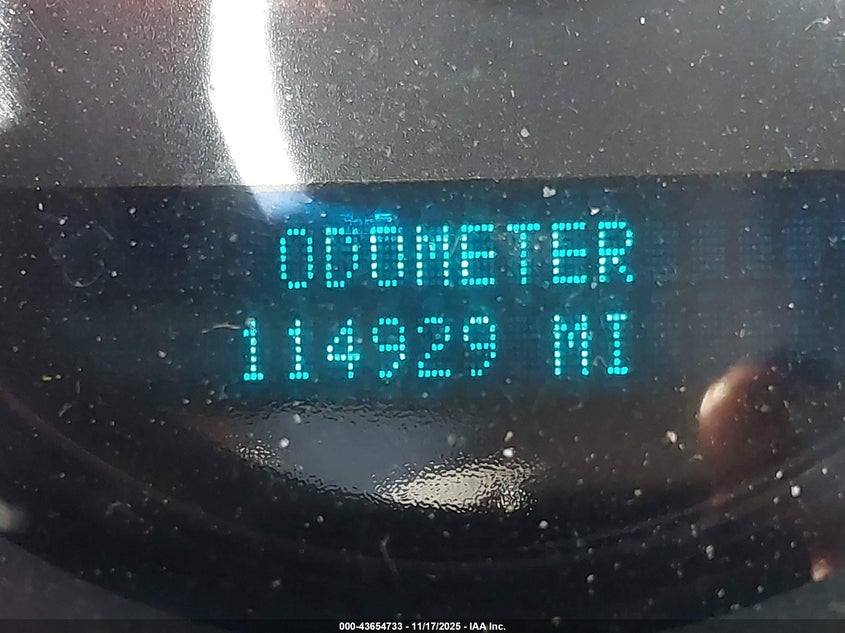 ODOMETER
114929 MI
000-43654733 - 11/17/2025 - IAA Inc.